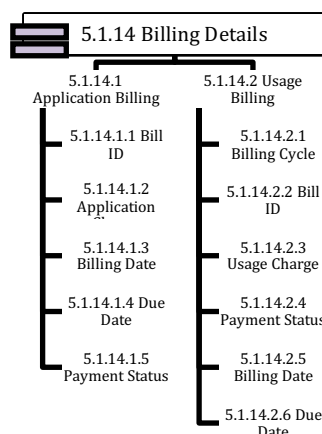 5.1.14 Billing Details
5.1.14.1
Application Billing
5.1.14.1.1 Bill
ID
5.1.14.1.2
Application
5.1.14.1.3
Billing Date
5.1.14.1.4 Due
Date
5.1.14.1.5
Payment Status
5.1.14.2 Usage
Billing
5.1.14.2.1
Billing Cycle
5.1.14.2.2 Bill
ID
5.1.14.2.3
Usage Charge
5.1.14.2.4
Payment Status
5.1.14.2.5
Billing Date
5.1.14.2.6 Due
Date